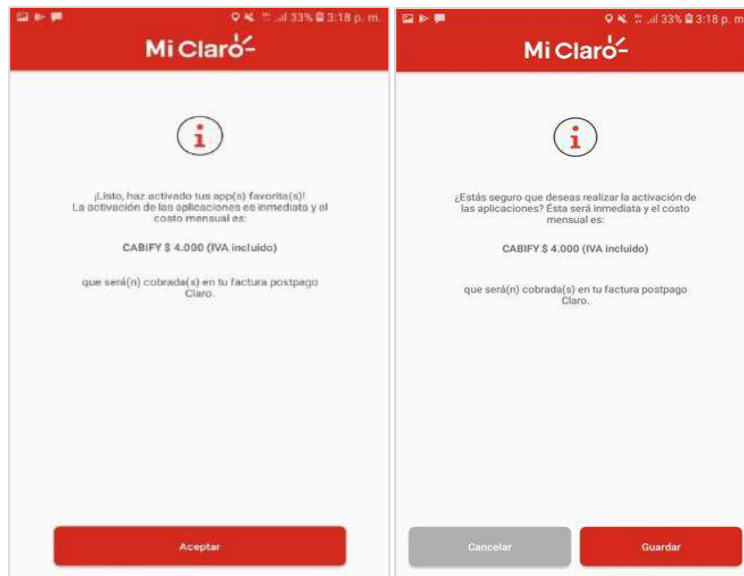 33% 3:18 p. m.
Mi Claro
i
¡Listo, haz activado tus app(s) favorita(s)!
La activación de las aplicaciones es inmediata y el
costo mensual es:
CABIFY $ 4.000 (IVA incluido)
que será(n) cobrada(s) en tu factura postpago
Claro.
Aceptar
33% 3:18 p. m
Mi Claro
i
¿Estás seguro que deseas realizar la activación de
las aplicaciones? Ésta será inmediata y el costo
mensual es:
CABIFY $ 4.000 (IVA incluido)
que será(n) cobrada(s) en tu factura postpago
Claro.
Cancelar
Guardar